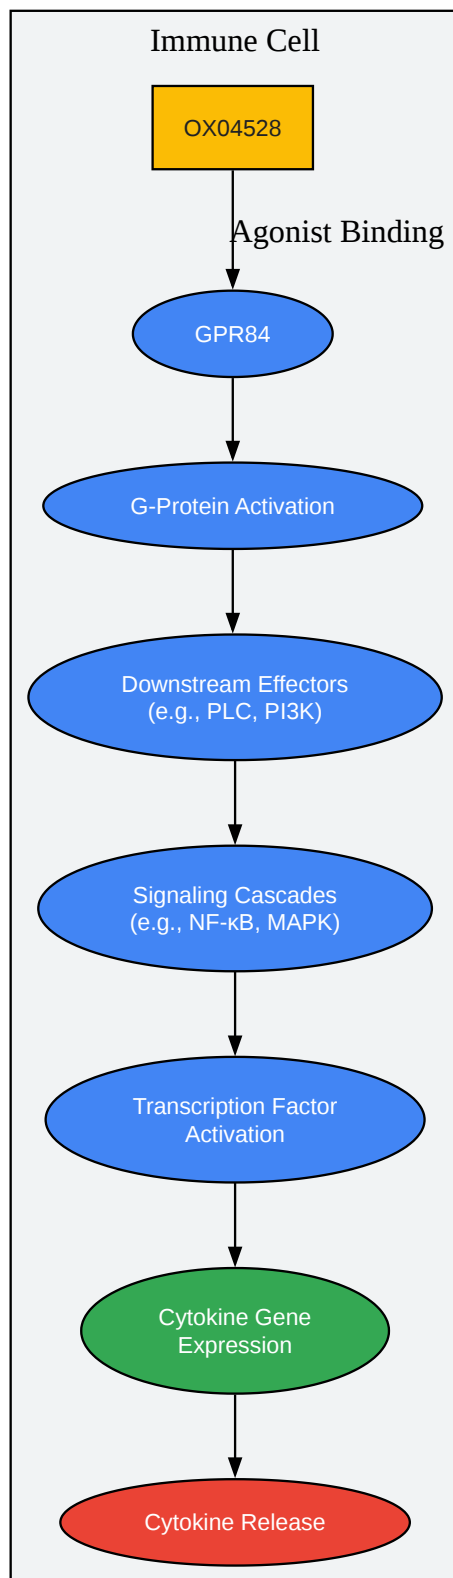 Immune Cell
OX04528
Agonist Binding
GPR84
G-Protein Activation
Downstream Effectors
(e.g., PLC, PI3K)
Signaling Cascades
(e.g., NF-κB, MAPK)
Transcription Factor
Activation
Cytokine Gene
Expression
Cytokine Release